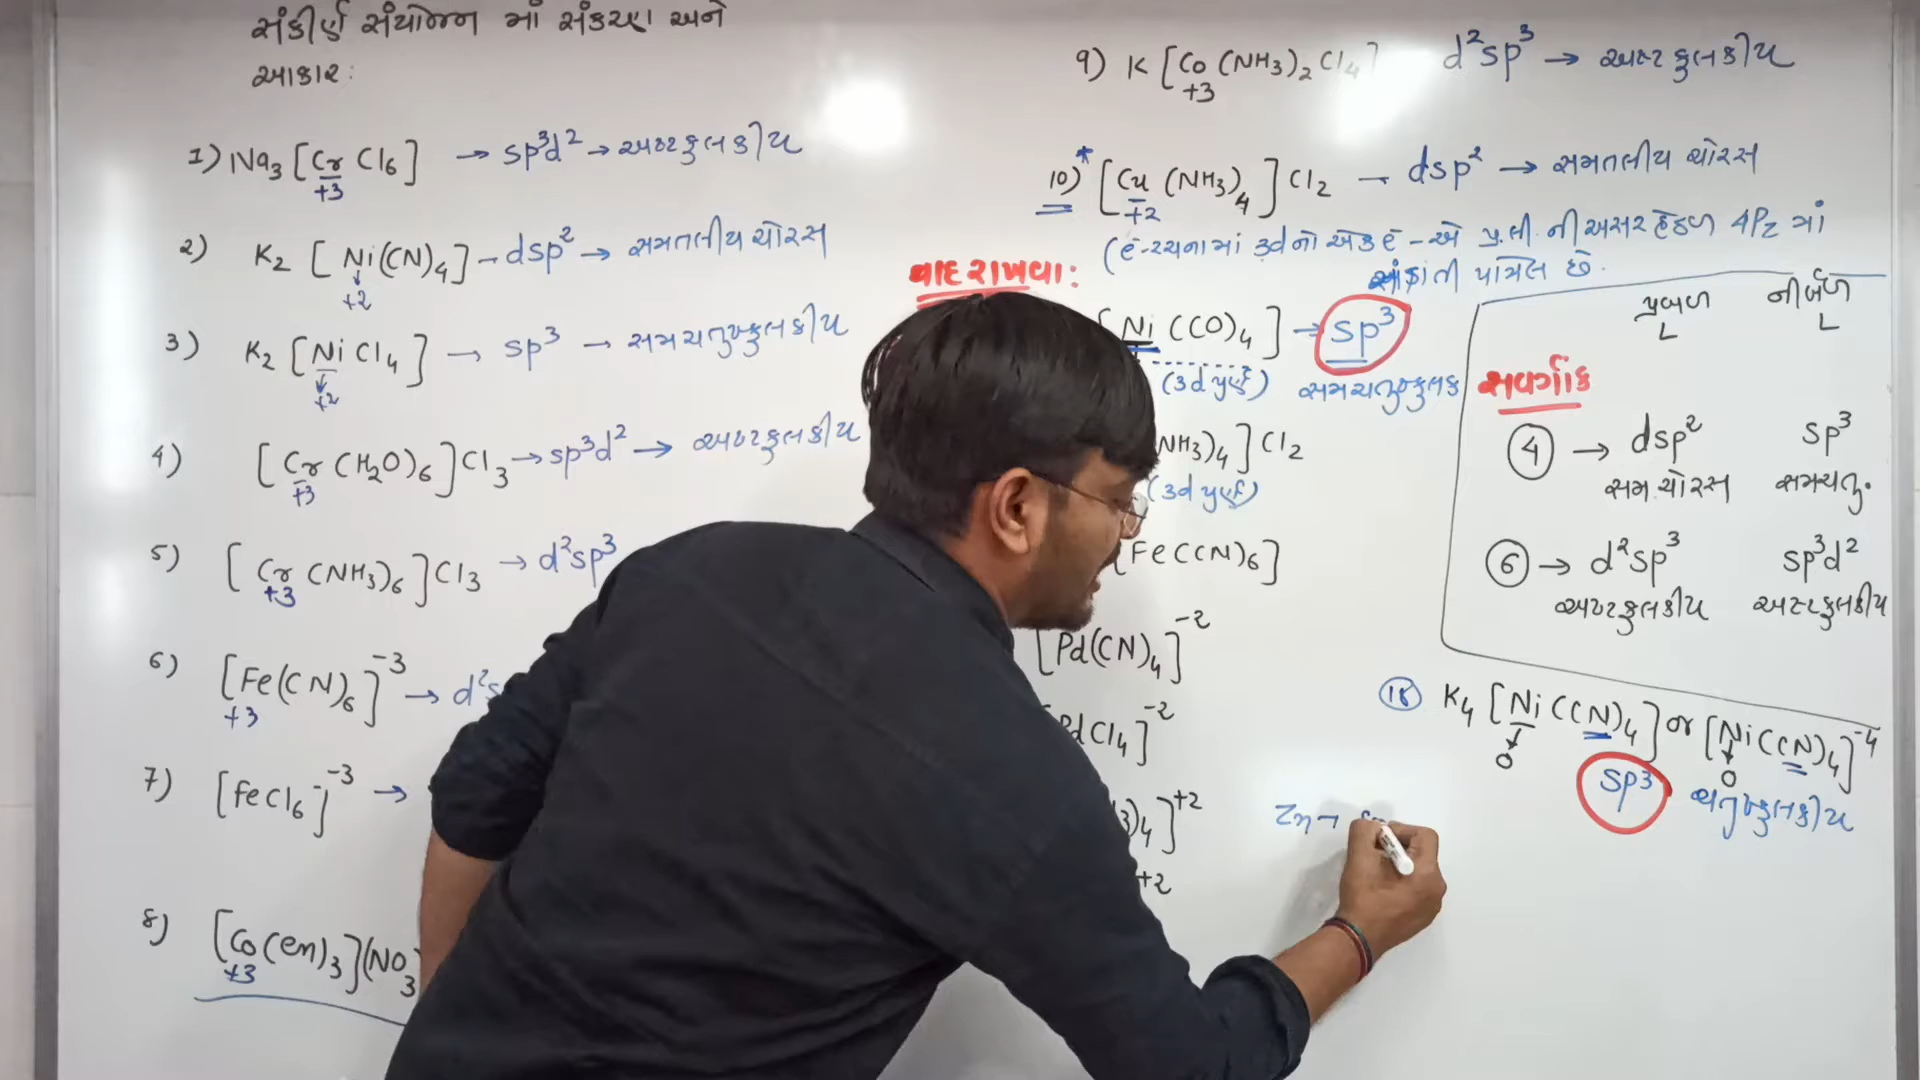 સંકીર્ણ સંયોજન માં સંકરણ અને
આકાર:
1) Na3 [Cr Cl6] → sp³d² → અષ્ટફલકીય
+3
2) K2 [Ni(CN)4] – dsp² → સમતલીય ચોરસ
+2
3) K2 [NiCl4] → sp³ → સમચતુષ્ફલકીય
+2
4) [Cr(H2O)6]Cl3 → sp³d² → અષ્ટફલકીય
+3
5) [Cr(NH3)6]Cl3 → d²sp³
+3
6) [Fe(CN)6]⁻³ → d²s
+3
7) [FeCl6]⁻³ →
8) [Co(en)3](NO3
+3
9) K[Co(NH3)2Cl4] d²sp³ → અષ્ટફલકીય
+3
10)* [Cu(NH3)4]Cl2 → dsp² → સમતલીય ચોરસ
+2
(ē-રચનામાં 3d નો એક ē - એ પ્ર.લી. ની અસર હેઠળ 4Pz માં
પામેલ છે.
યાદ રાખવા:
[Ni(CO)4] → sp³
(3d પુર્ણ) સમચતુષ્ફલક
NH3)4]Cl2
(3d પુર્ણ)
[Fe(CN)6]
[Pd(CN)4]⁻²
PdCl4]⁻²
3)4]⁺²
+2
Zn →
પ્રબળ નીર્બળ
L L
સવર્ગાંક
4 → dsp² sp³
સમ.ચોરસ સમચતુ.
6 → d²sp³ sp³d²
અષ્ટફલકીય અષ્ટફલકીય
18 K4[Ni(CN)4] or [Ni(CN)4]⁻⁴
0 0
sp3 ચતુષ્ફલકીય